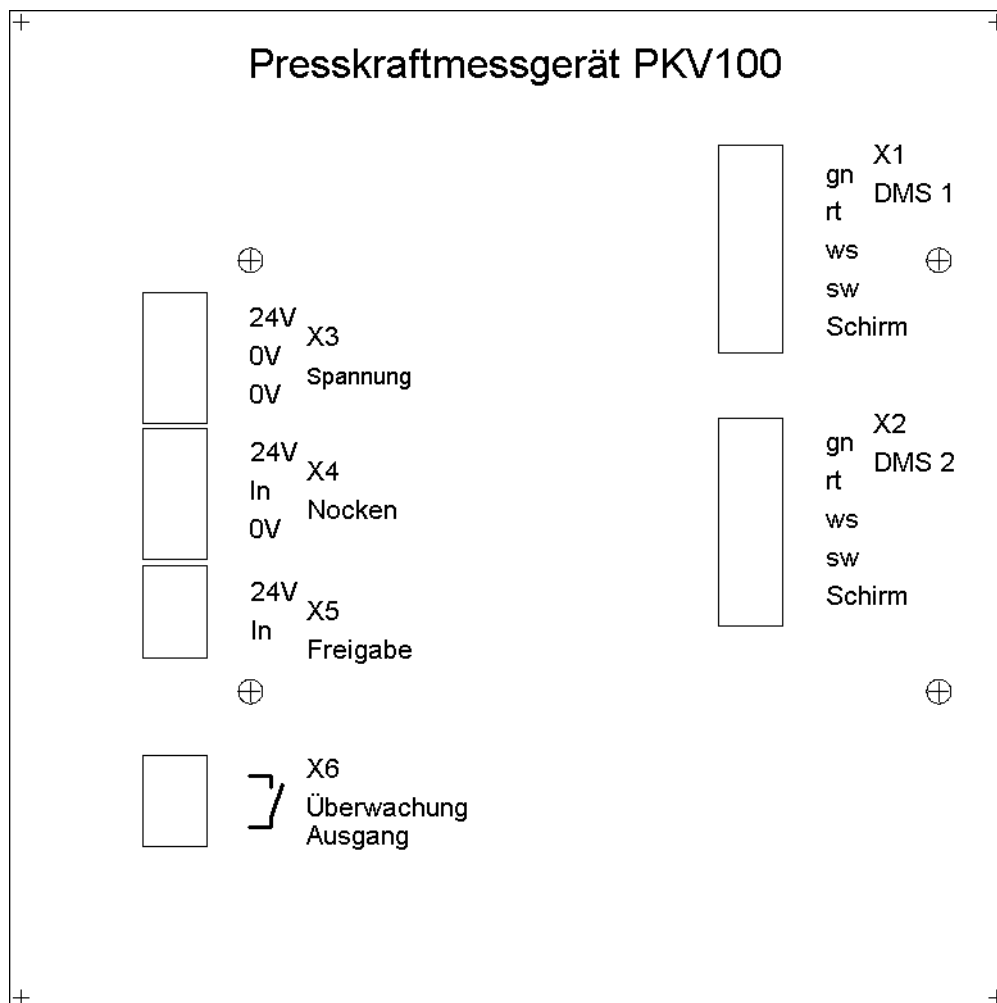 Presskraftmessgerät PKV100
X1
DMS 1
gn
rt
ws
sw
Schirm
24V
0V
0V
X3
Spannung
24V
In
0V
X4
Nocken
X2
DMS 2
gn
rt
ws
sw
Schirm
24V
In
X5
Freigabe
X6
Überwachung
Ausgang